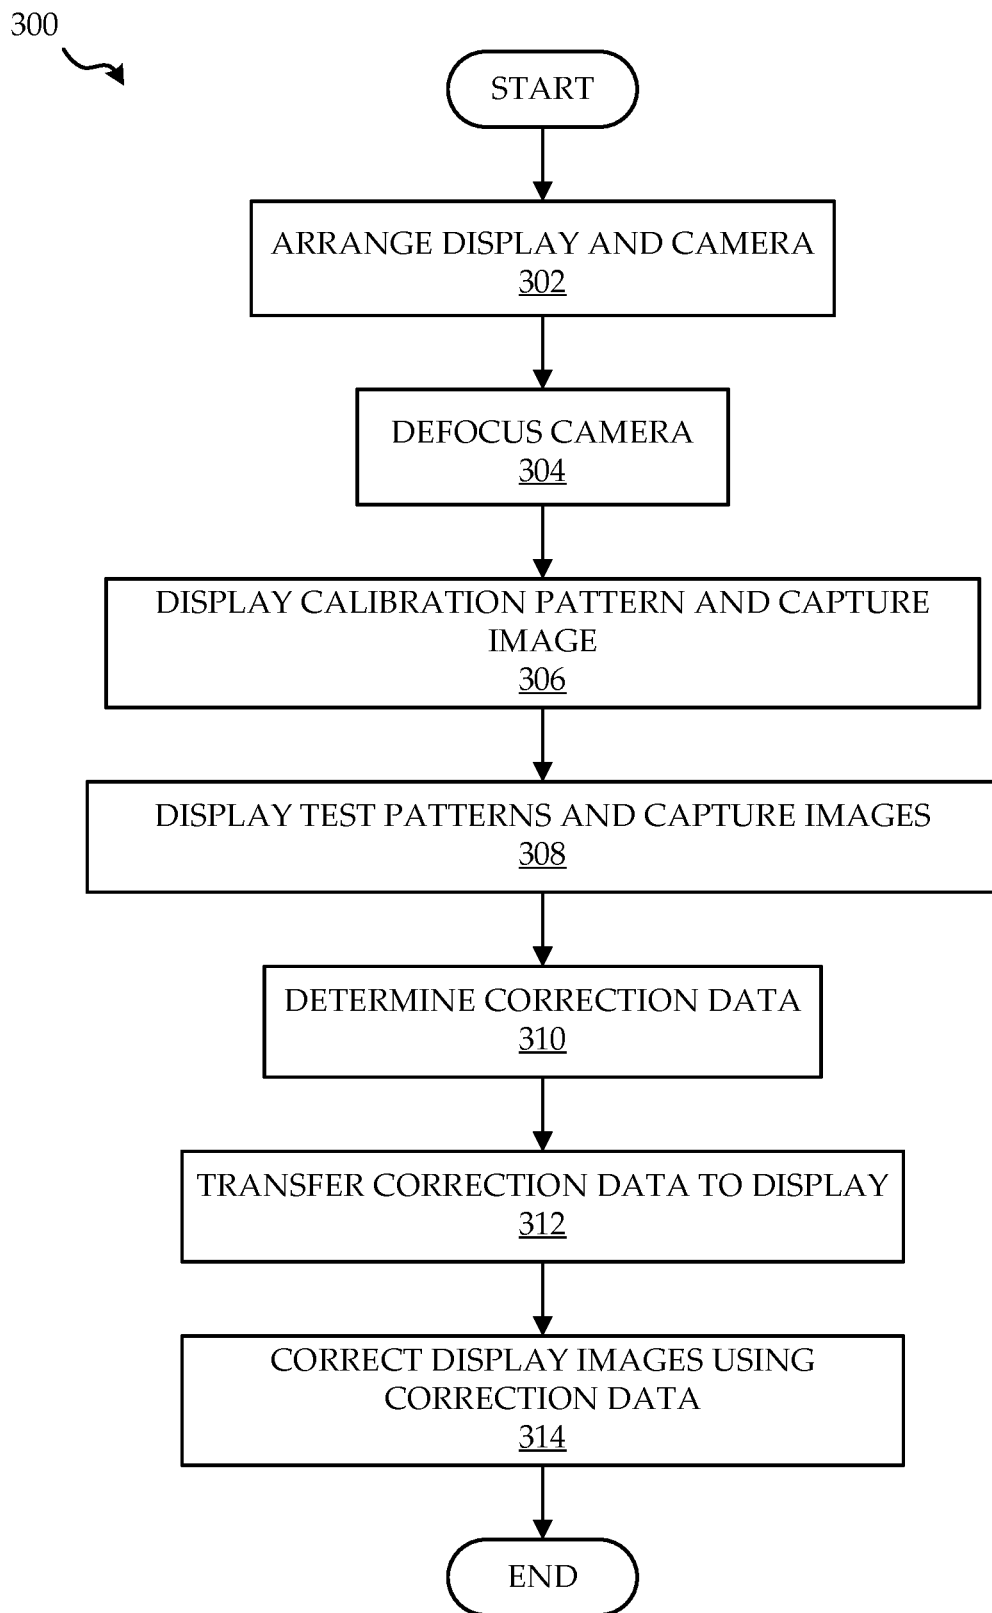 300
START
ARRANGE DISPLAY AND CAMERA
302
DEFOCUS CAMERA
304
DISPLAY CALIBRATION PATTERN AND CAPTURE
IMAGE
306
DISPLAY TEST PATTERNS AND CAPTURE IMAGES
308
DETERMINE CORRECTION DATA
310
TRANSFER CORRECTION DATA TO DISPLAY
312
CORRECT DISPLAY IMAGES USING
CORRECTION DATA
314
END